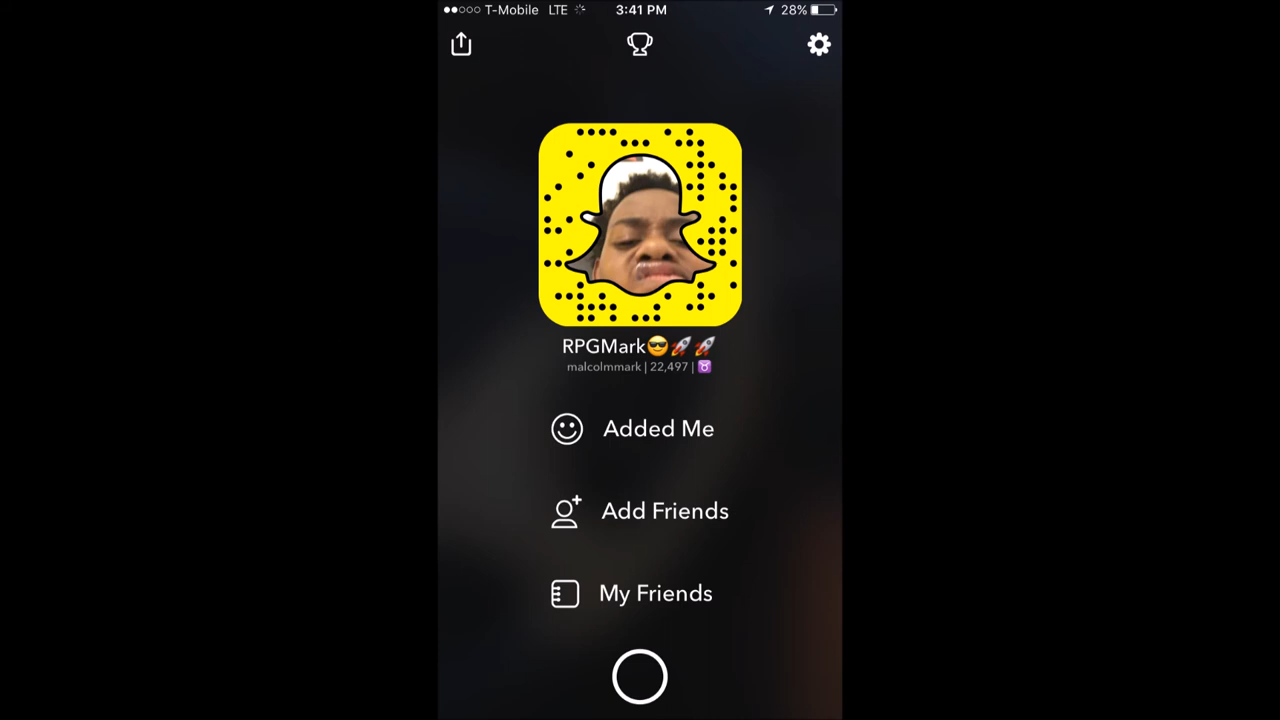 ●●○○○ T-Mobile LTE 3:41 PM 28%
RPGMark😎🚀🚀
malcolmmark | 22,497 | ♉
Added Me
Add Friends
My Friends